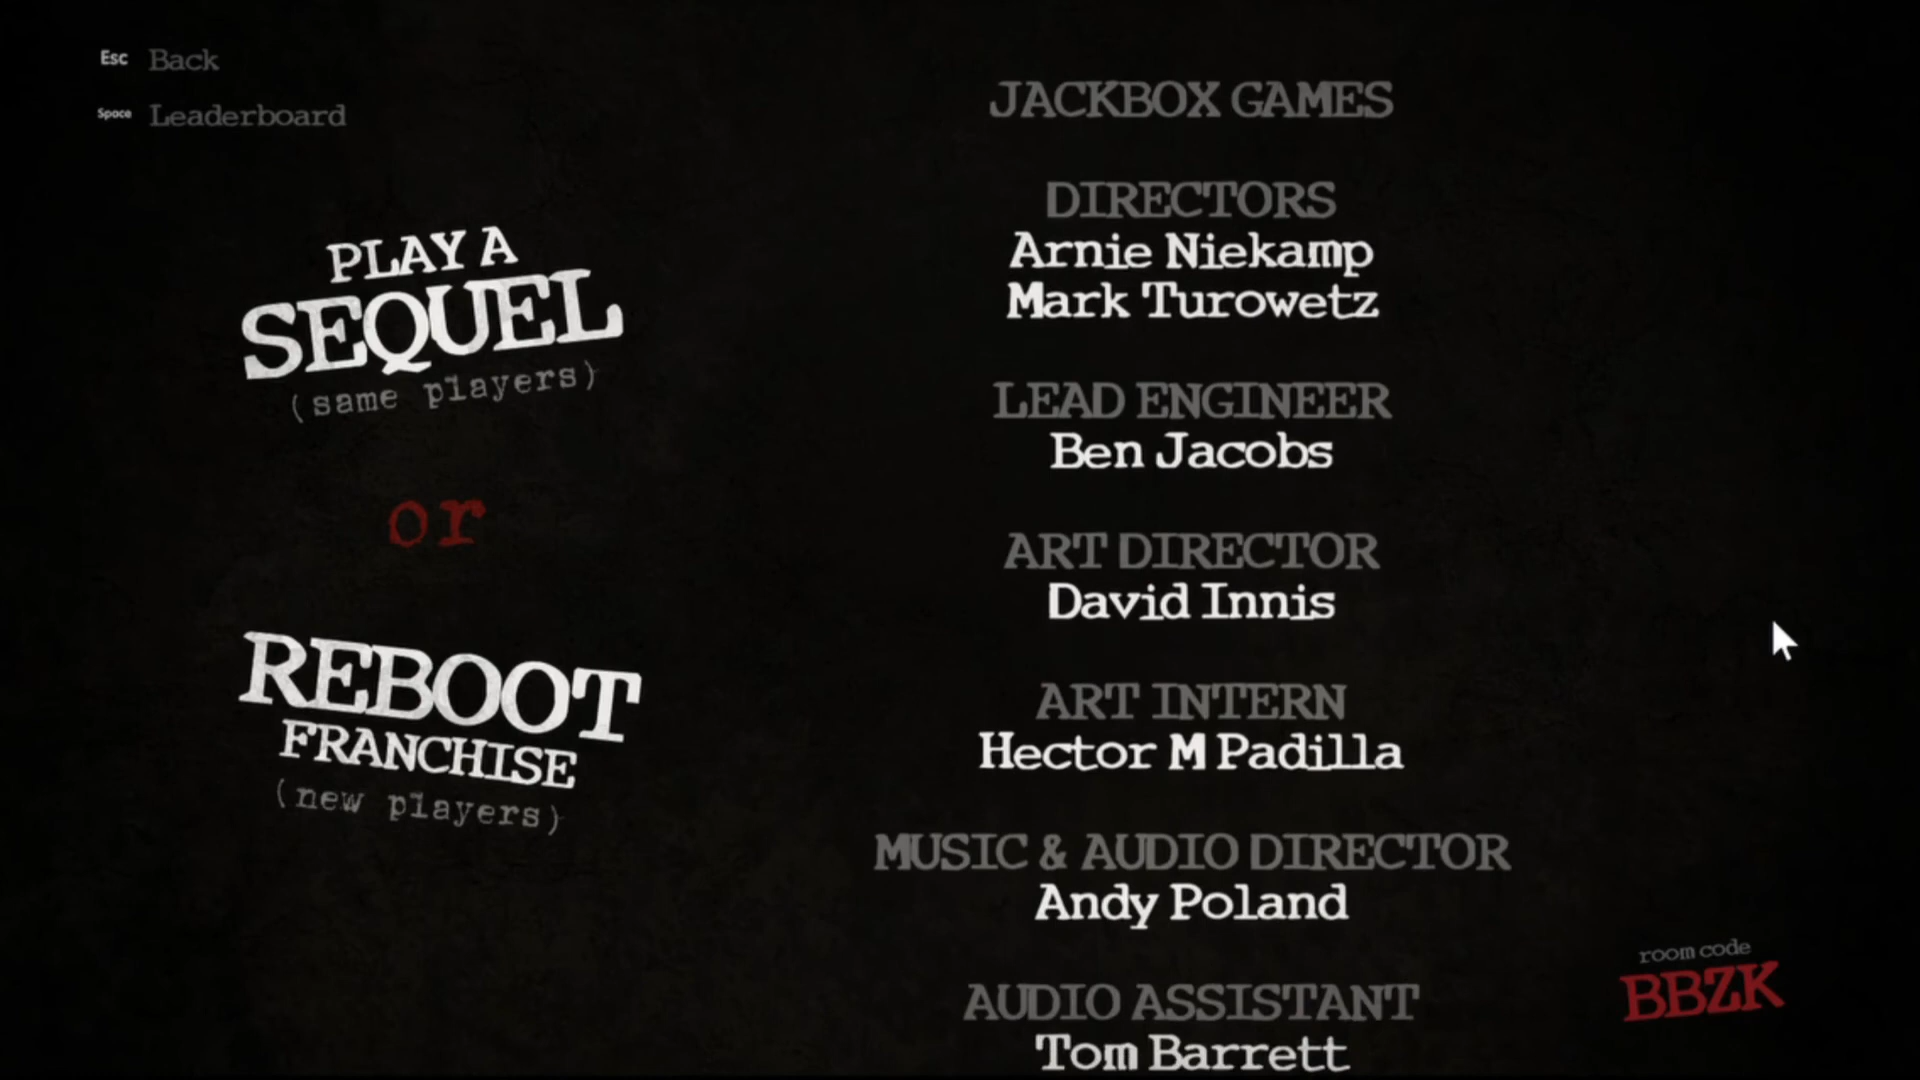 Esc Back
Space Leaderboard
PLAY A
SEQUEL
(same players)
or
REBOOT
FRANCHISE
(new players)
JACKBOX GAMES
DIRECTORS
Arnie Niekamp
Mark Turowetz
LEAD ENGINEER
Ben Jacobs
ART DIRECTOR
David Innis
ART INTERN
Hector M Padilla
MUSIC & AUDIO DIRECTOR
Andy Poland
AUDIO ASSISTANT
Tom Barrett
room code
BBZK